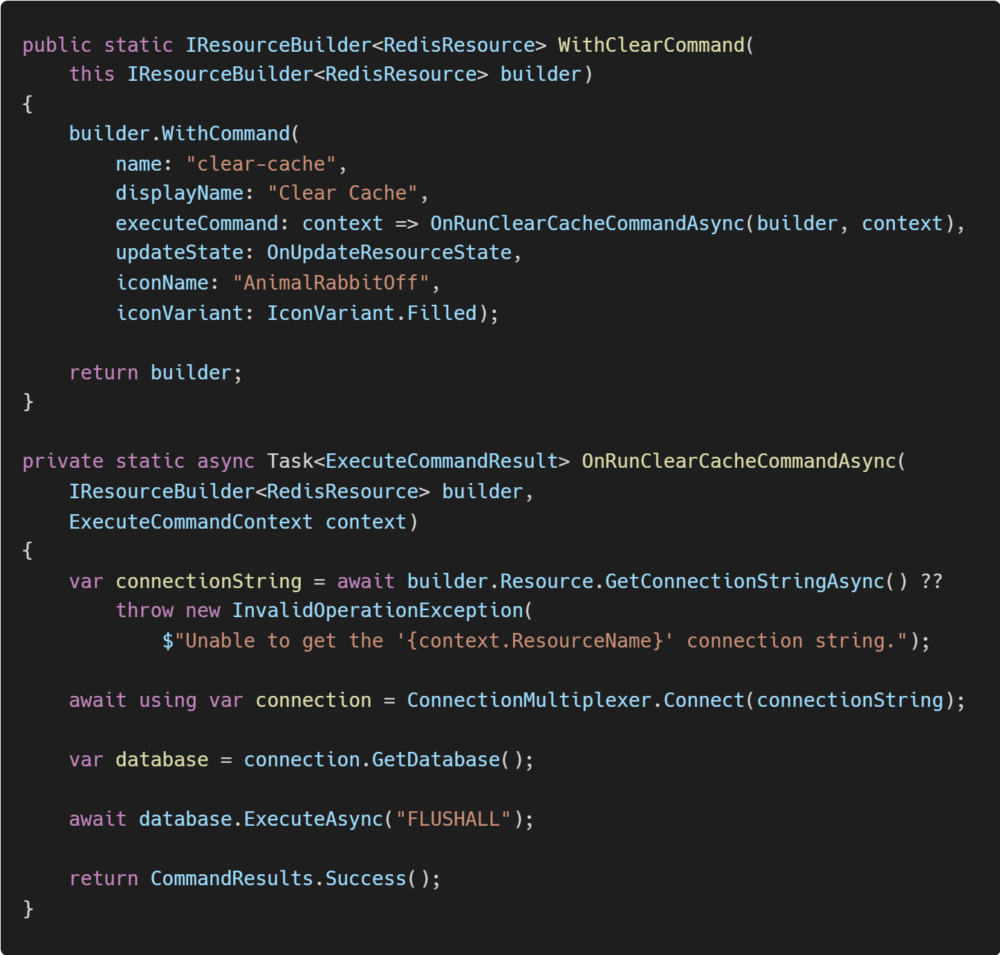 public static IResourceBuilder<RedisResource> WithClearCommand(
    this IResourceBuilder<RedisResource> builder)
{
    builder.WithCommand(
        name: "clear-cache",
        displayName: "Clear Cache",
        executeCommand: context => OnRunClearCacheCommandAsync(builder, context),
        updateState: OnUpdateResourceState,
        iconName: "AnimalRabbitOff",
        iconVariant: IconVariant.Filled);

    return builder;
}

private static async Task<ExecuteCommandResult> OnRunClearCacheCommandAsync(
    IResourceBuilder<RedisResource> builder,
    ExecuteCommandContext context)
{
    var connectionString = await builder.Resource.GetConnectionStringAsync() ??
        throw new InvalidOperationException(
            $"Unable to get the '{context.ResourceName}' connection string.");

    await using var connection = ConnectionMultiplexer.Connect(connectionString);

    var database = connection.GetDatabase();

    await database.ExecuteAsync("FLUSHALL");

    return CommandResults.Success();
}